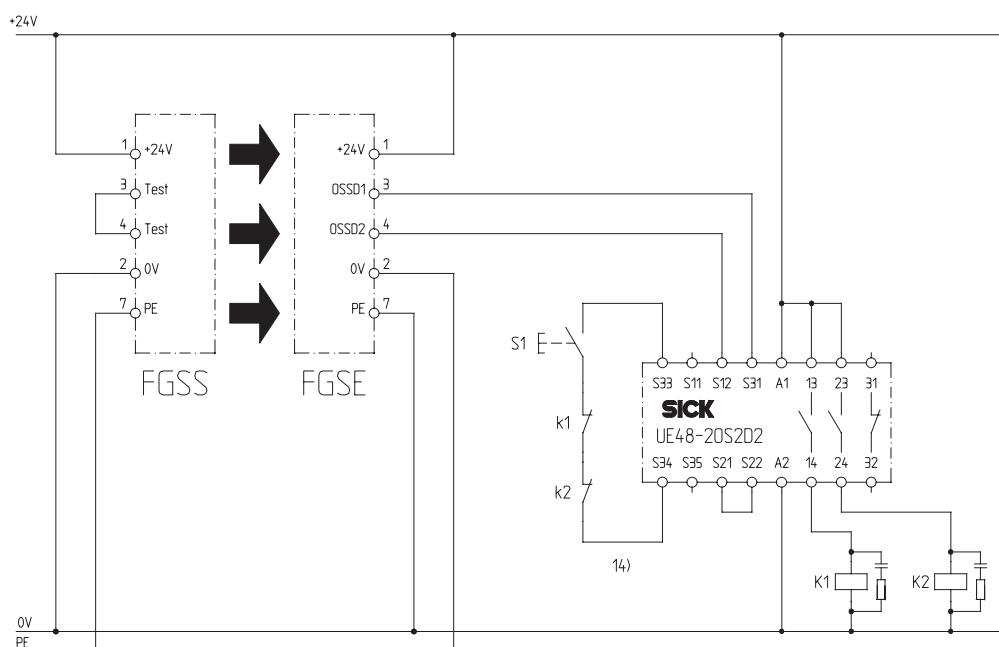 +24V
1 +24V
3 Test
4 Test
2 0V
7 PE
FGSS
+24V 1
OSSD1 3
OSSD2 4
0V 2
PE 7
FGSE
S1
k1
k2
14)
S33 S11 S12 S31 A1 13 23 31
SICK
UE48-2OS2D2
S34 S35 S21 S22 A2 14 24 32
K1
K2
0V
PE